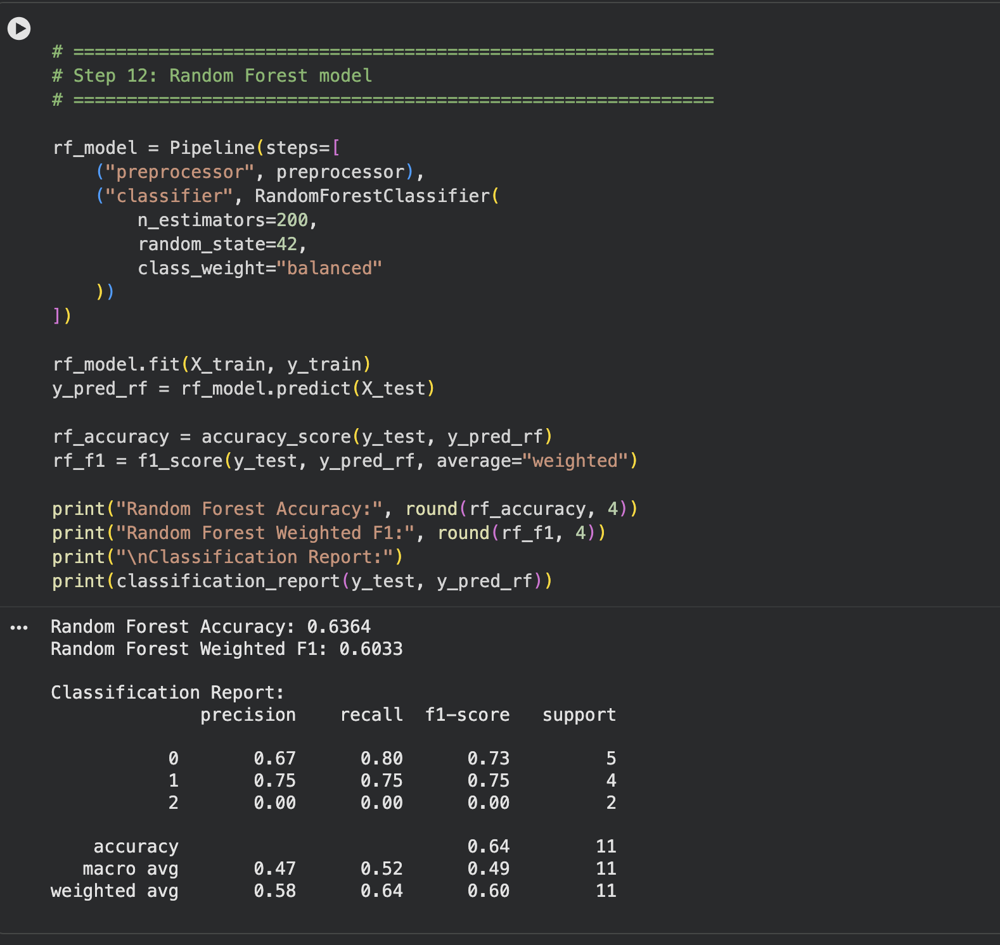 # ============================================================
# Step 12: Random Forest model
# ============================================================
rf_model = Pipeline(steps=[
    ("preprocessor", preprocessor),
    ("classifier", RandomForestClassifier(
        n_estimators=200,
        random_state=42,
        class_weight="balanced"
    ))
])
rf_model.fit(X_train, y_train)
y_pred_rf = rf_model.predict(X_test)
rf_accuracy = accuracy_score(y_test, y_pred_rf)
rf_f1 = f1_score(y_test, y_pred_rf, average="weighted")
print("Random Forest Accuracy:", round(rf_accuracy, 4))
print("Random Forest Weighted F1:", round(rf_f1, 4))
print("\nClassification Report:")
print(classification_report(y_test, y_pred_rf))
Random Forest Accuracy: 0.6364
Random Forest Weighted F1: 0.6033
Classification Report:
              precision    recall  f1-score   support
           0       0.67      0.80      0.73         5
           1       0.75      0.75      0.75         4
           2       0.00      0.00      0.00         2
    accuracy                           0.64        11
   macro avg       0.47      0.52      0.49        11
weighted avg       0.58      0.64      0.60        11